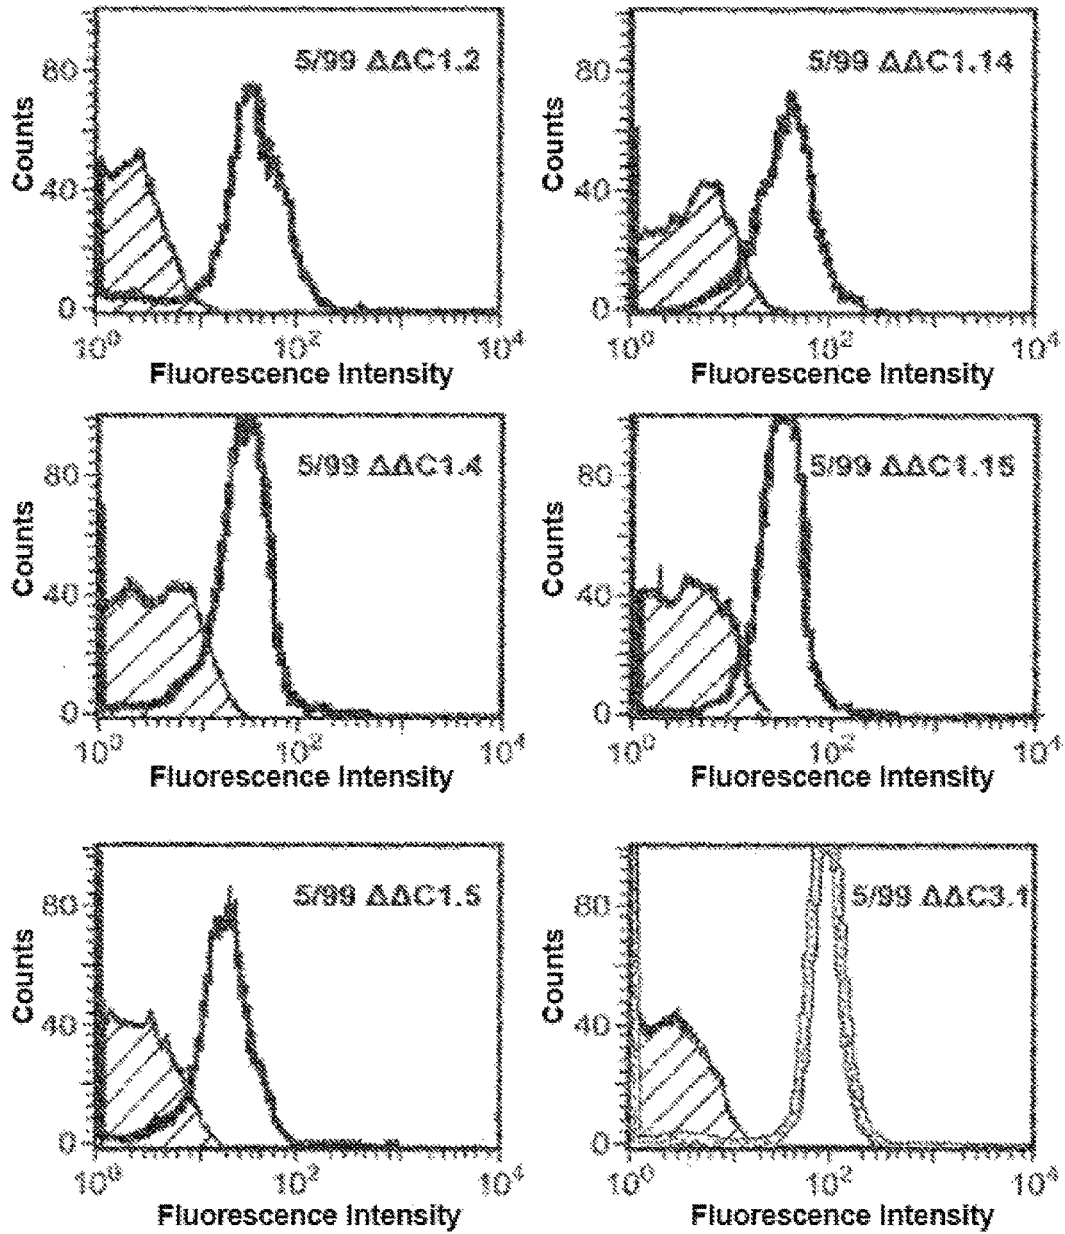 5/99 ΔΔC1.2
Counts
80
40
0
10⁰ 10² 10⁴
Fluorescence Intensity
5/99 ΔΔC1.14
Counts
80
40
0
10⁰ 10² 10⁴
Fluorescence Intensity
5/99 ΔΔC1.4
Counts
80
40
0
10⁰ 10² 10⁴
Fluorescence Intensity
5/99 ΔΔC1.15
Counts
80
40
0
10⁰ 10² 10⁴
Fluorescence Intensity
5/99 ΔΔC1.5
Counts
80
40
0
10⁰ 10² 10⁴
Fluorescence Intensity
5/99 ΔΔC3.1
Counts
80
40
0
10⁰ 10² 10⁴
Fluorescence Intensity